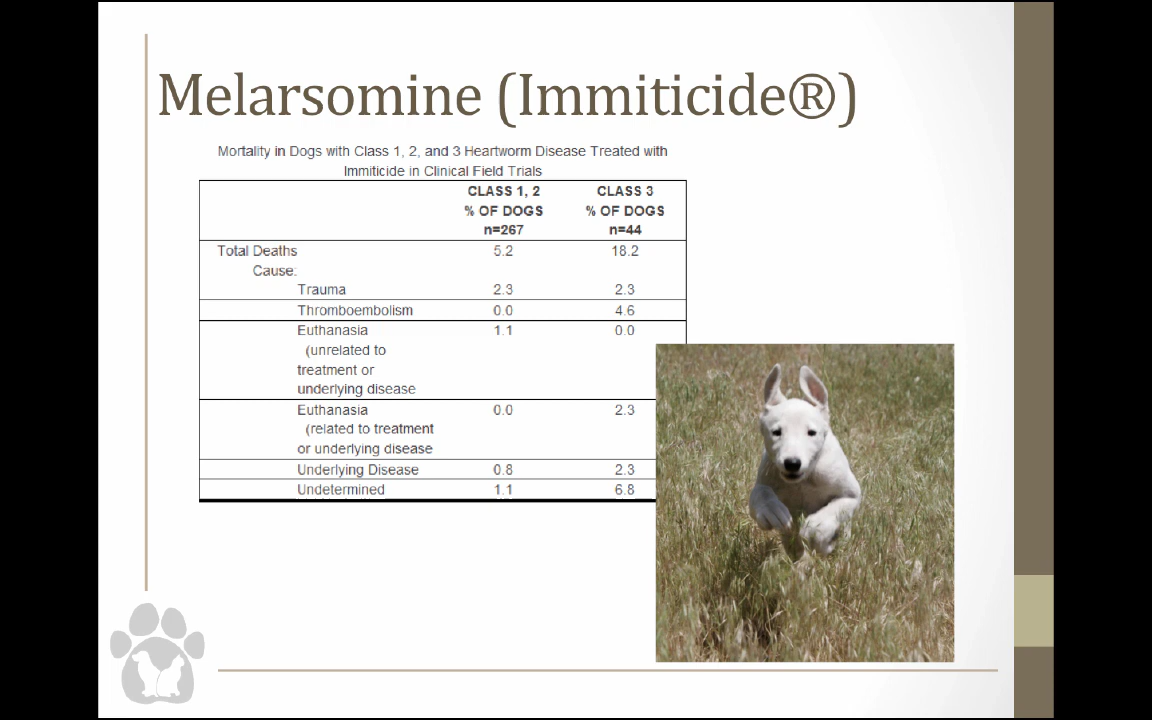 Melarsomine (Immiticide®)
Mortality in Dogs with Class 1, 2, and 3 Heartworm Disease Treated with
Immiticide in Clinical Field Trials
CLASS 1, 2 CLASS 3
% OF DOGS % OF DOGS
n=267 n=44
Total Deaths 5.2 18.2
Cause:
Trauma 2.3 2.3
Thromboembolism 0.0 4.6
Euthanasia 1.1 0.0
(unrelated to
treatment or
underlying disease
Euthanasia 0.0 2.3
(related to treatment
or underlying disease
Underlying Disease 0.8 2.3
Undetermined 1.1 6.8